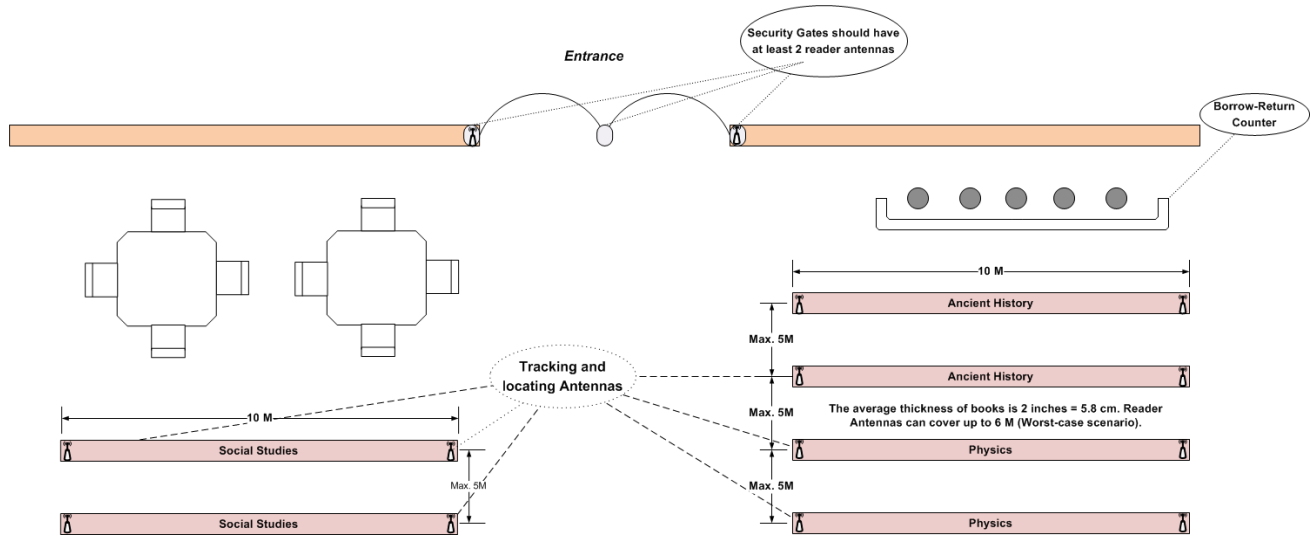 Security Gates should have
at least 2 reader antennas
Entrance
Borrow-Return
Counter
10 M
Ancient History
Max. 5M
Tracking and
locating Antennas
Ancient History
Max. 5M
The average thickness of books is 2 inches = 5.8 cm. Reader
Antennas can cover up to 6 M (Worst-case scenario).
10 M
Social Studies
Physics
Max. 5M
Max. 5M
Social Studies
Physics